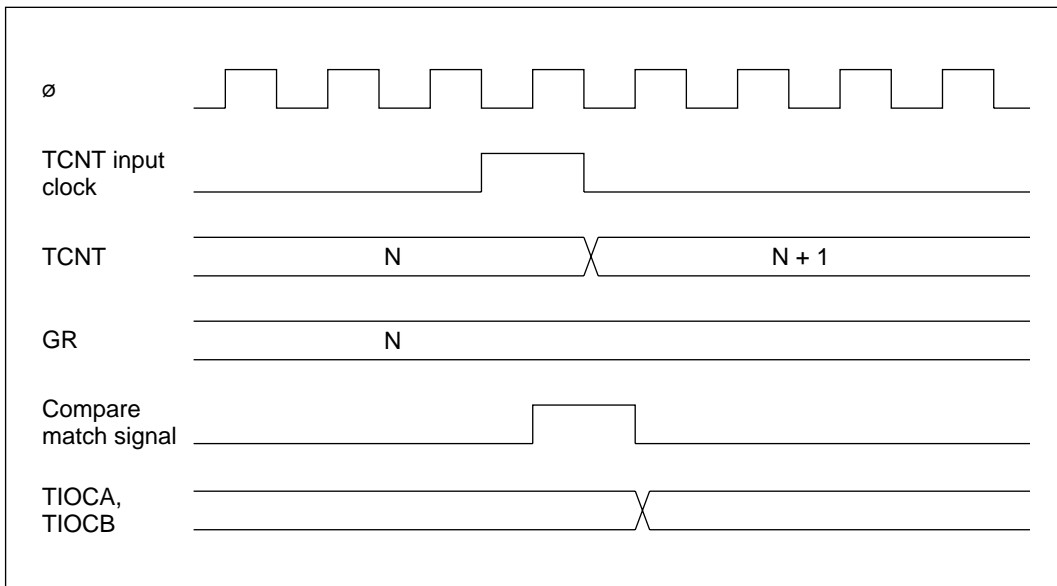 ø
TCNT input
clock
TCNT
N
N + 1
GR
N
Compare
match signal
TIOCA,
TIOCB